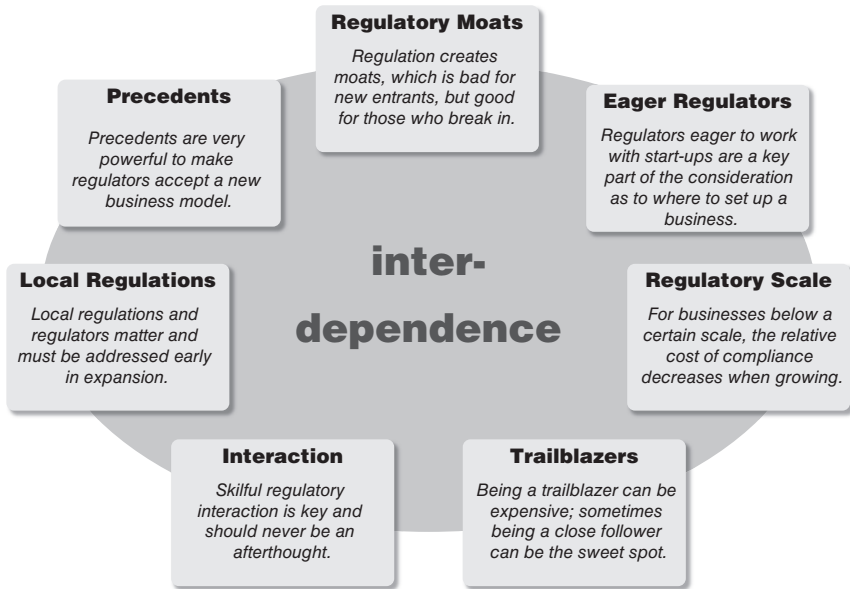 Regulatory Moats
Regulation creates
moats, which is bad for
new entrants, but good
for those who break in.
Precedents
Precedents are very
powerful to make
regulators accept a new
business model.
Eager Regulators
Regulators eager to work
with start-ups are a key
part of the consideration
as to where to set up a
business.
inter-
dependence
Local Regulations
Local regulations and
regulators matter and
must be addressed early
in expansion.
Regulatory Scale
For businesses below a
certain scale, the relative
cost of compliance
decreases when growing.
Interaction
Skilful regulatory
interaction is key and
should never be an
afterthought.
Trailblazers
Being a trailblazer can be
expensive; sometimes
being a close follower
can be the sweet spot.